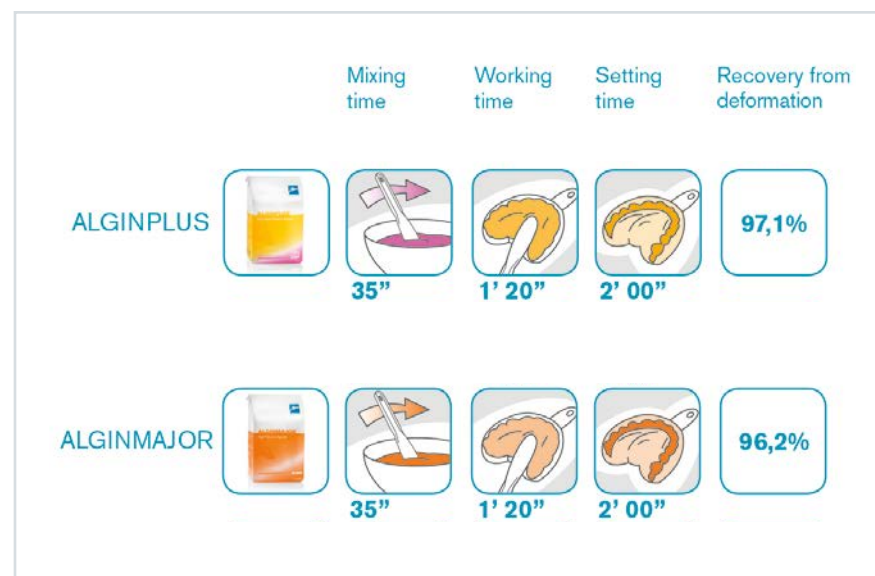 Mixing
time
Working
time
Setting
time
Recovery from
deformation
ALGINPLUS
35”
1’ 20”
2’ 00”
97,1%
ALGINMAJOR
35”
1’ 20”
2’ 00”
96,2%